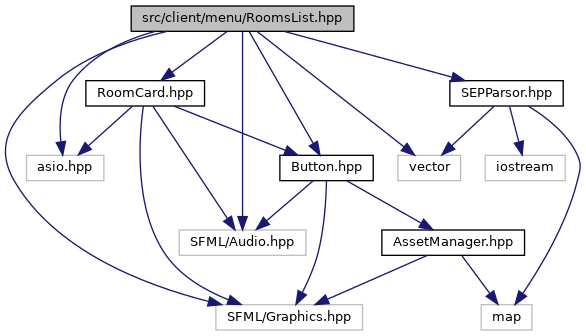 src/client/menu/RoomsList.hpp
RoomCard.hpp
SEPParsor.hpp
asio.hpp
Button.hpp
vector
iostream
SFML/Audio.hpp
AssetManager.hpp
SFML/Graphics.hpp
map